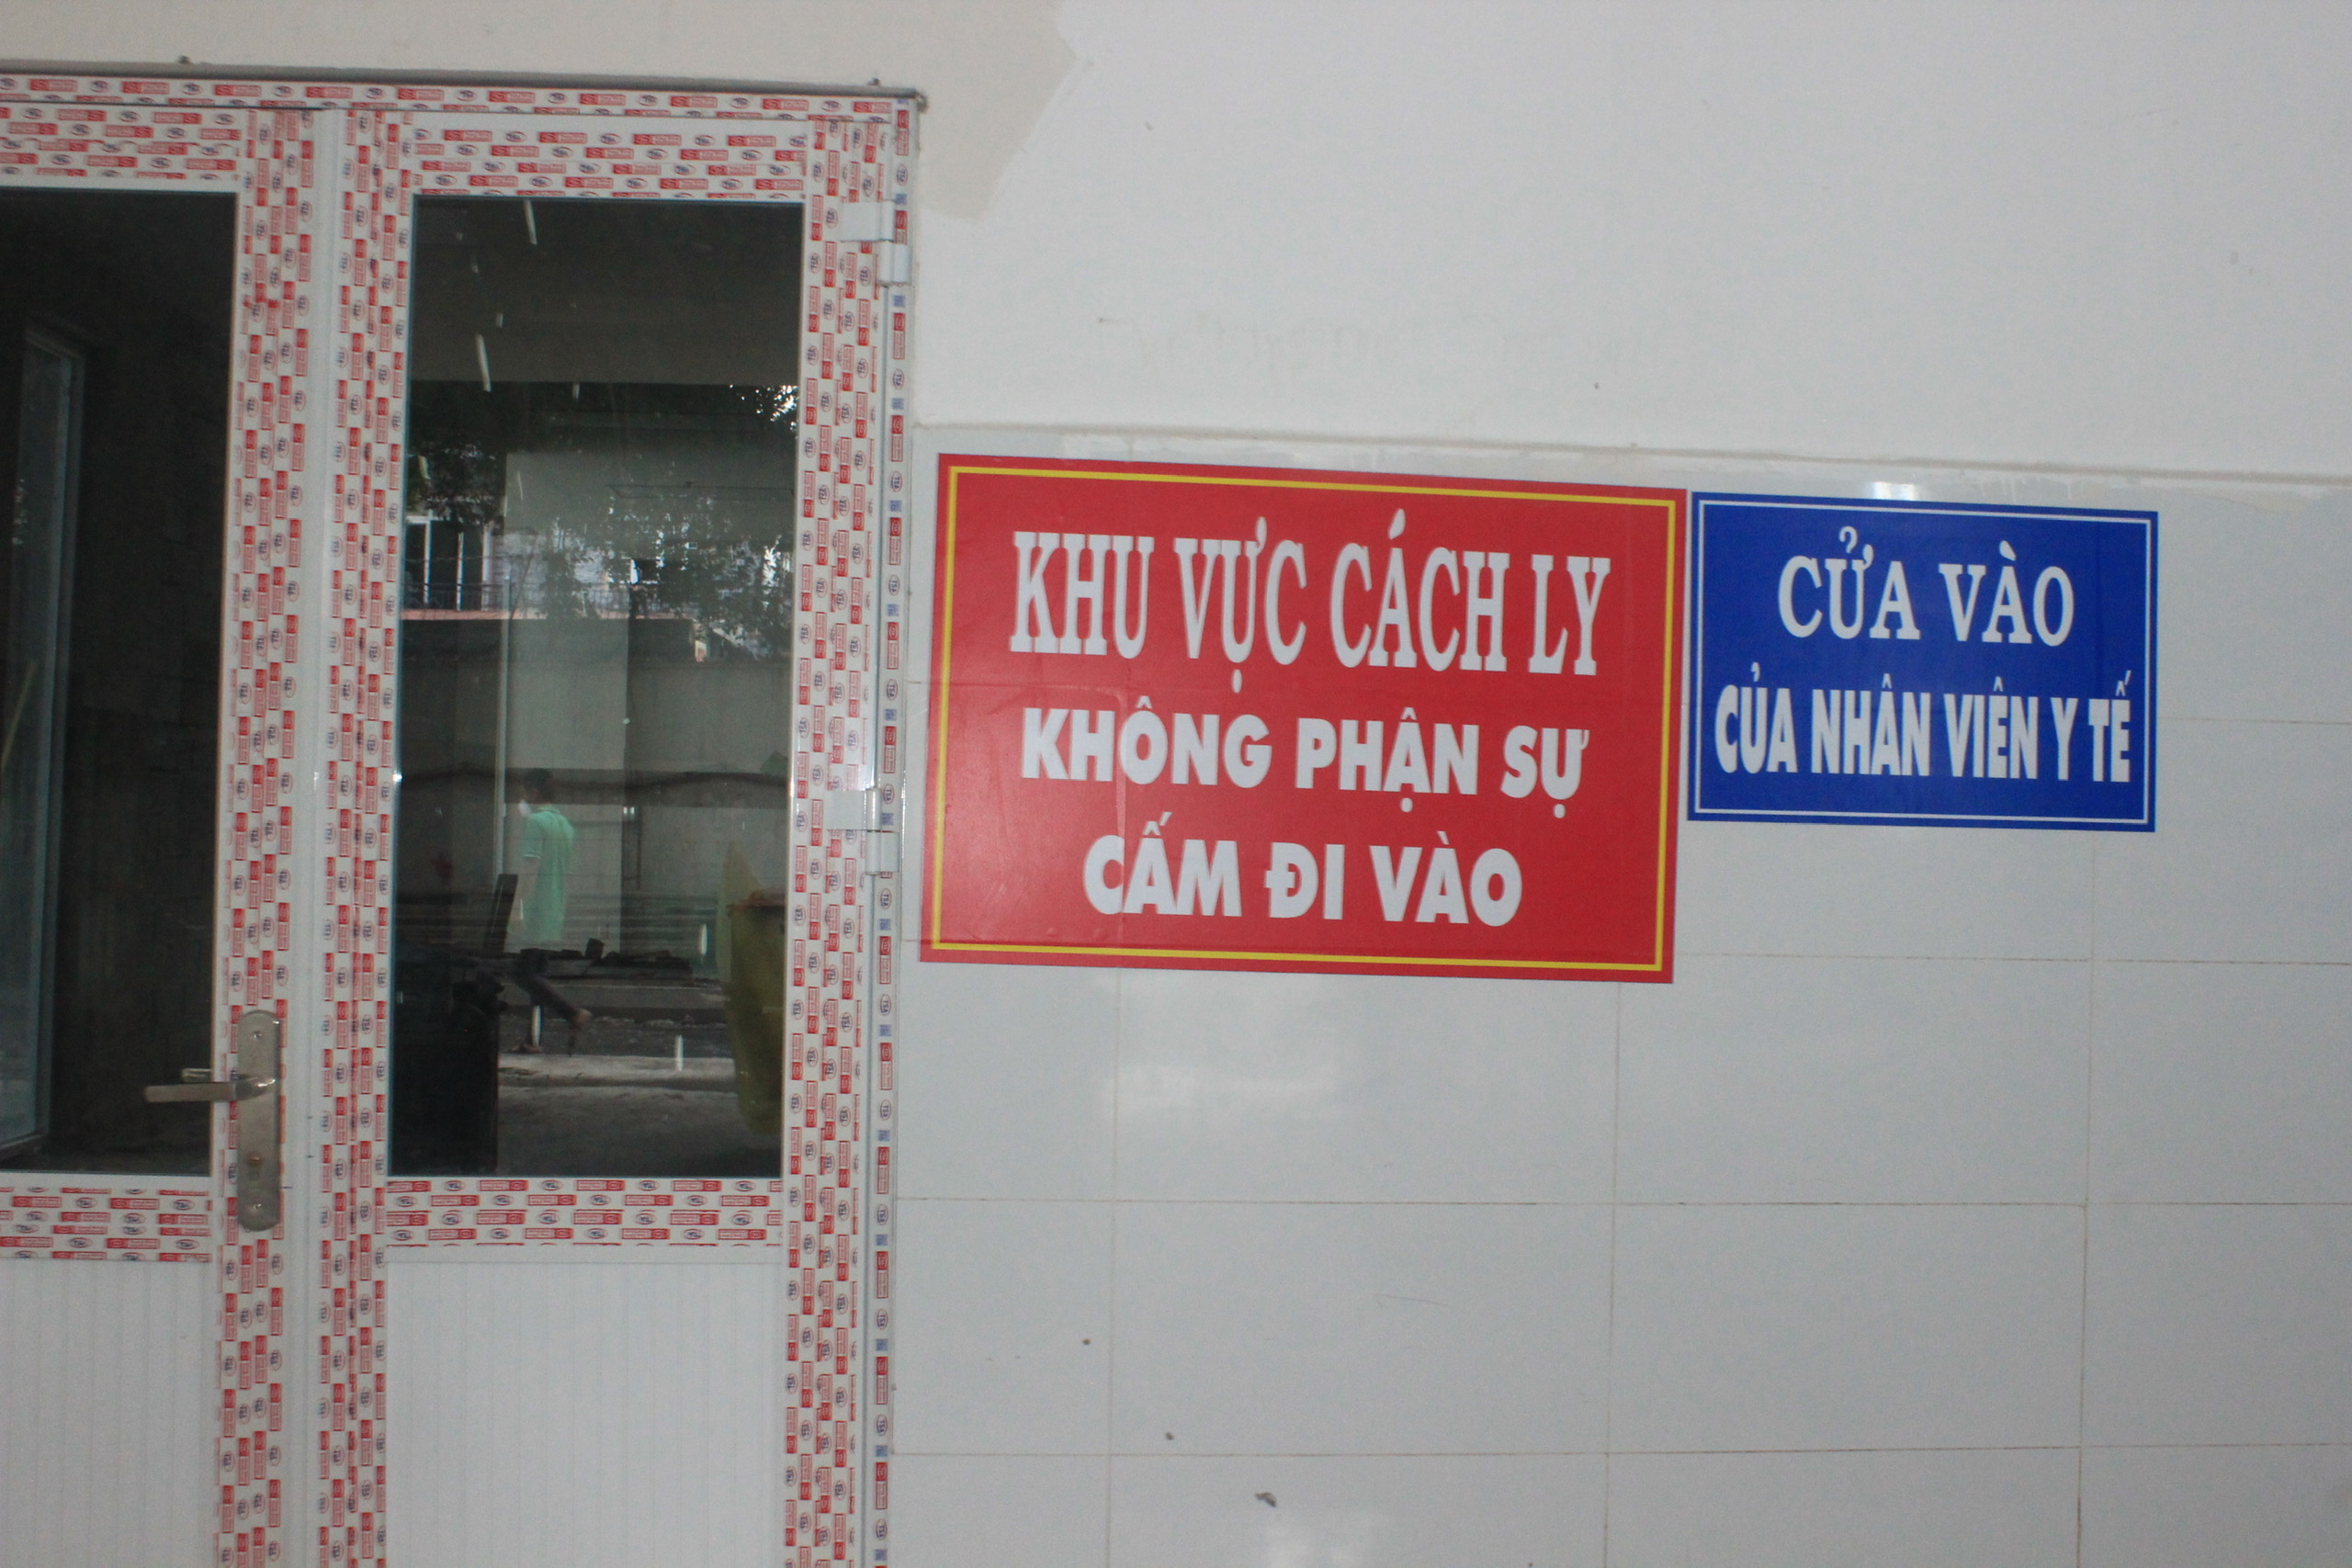 KHU VỰC CÁCH LY
KHÔNG PHẬN SỰ
CẤM ĐI VÀO
CỬA VÀO
CỦA NHÂN VIÊN Y TẾ